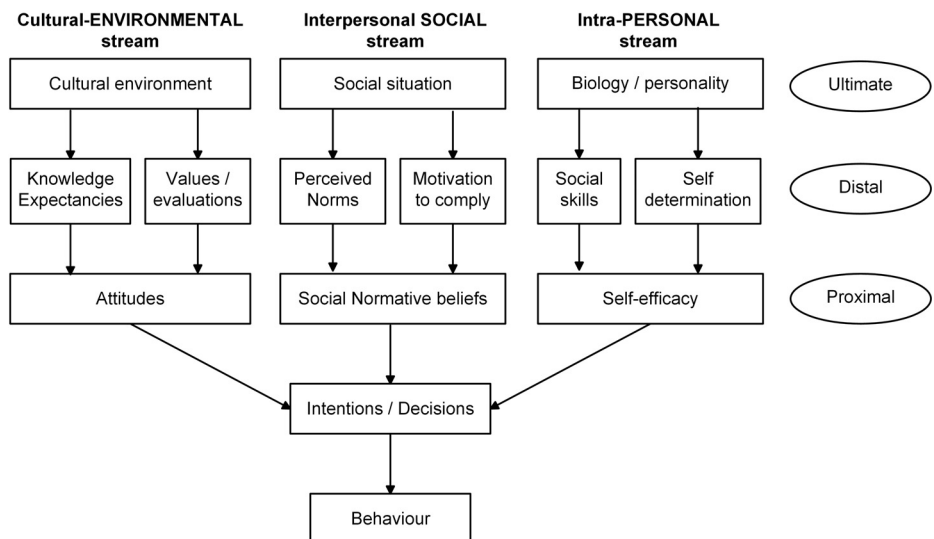 Cultural-ENVIRONMENTAL
stream
Interpersonal SOCIAL
stream
Intra-PERSONAL
stream
Cultural environment
Social situation
Biology / personality
Ultimate
Knowledge
Expectancies
Values /
evaluations
Perceived
Norms
Motivation
to comply
Social
skills
Self
determination
Distal
Attitudes
Social Normative beliefs
Self-efficacy
Proximal
Intentions / Decisions
Behaviour